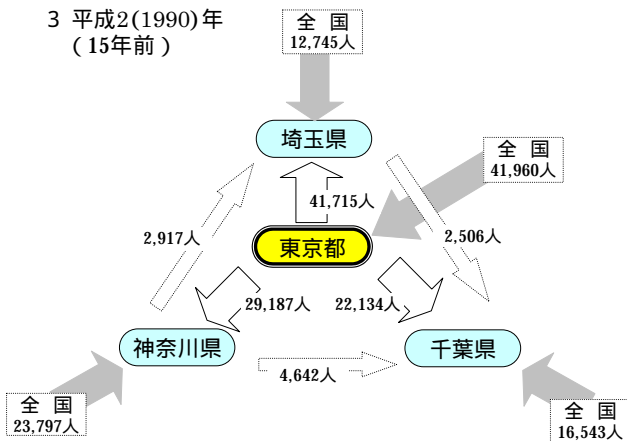 3 平成2(1990)年
(15年前)
全 国
12,745人
埼玉県
全 国
41,960人
41,715人
2,917人
2,506人
東京都
29,187人
22,134人
神奈川県
千葉県
4,642人
全 国
23,797人
全 国
16,543人